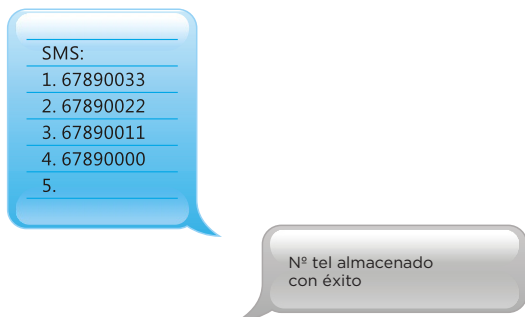 SMS:
1. 67890033
2. 67890022
3. 67890011
4. 67890000
5.
Nº tel almacenado
con éxito